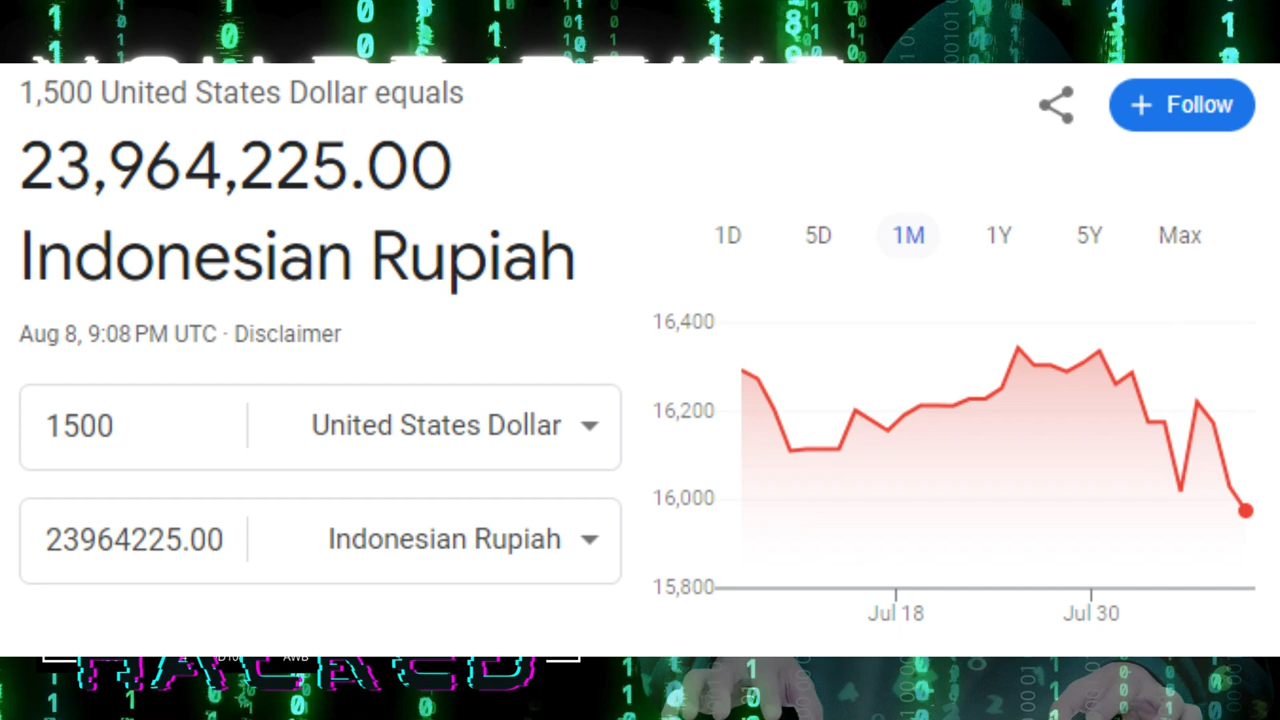 1,500 United States Dollar equals
Follow
23,964,225.00
Indonesian Rupiah
1D 5D 1M 1Y 5Y Max
Aug 8, 9:08 PM UTC · Disclaimer
1500 United States Dollar
23964225.00 Indonesian Rupiah
16,400
16,200
16,000
15,800
Jul 18 Jul 30
HACKED
AWB